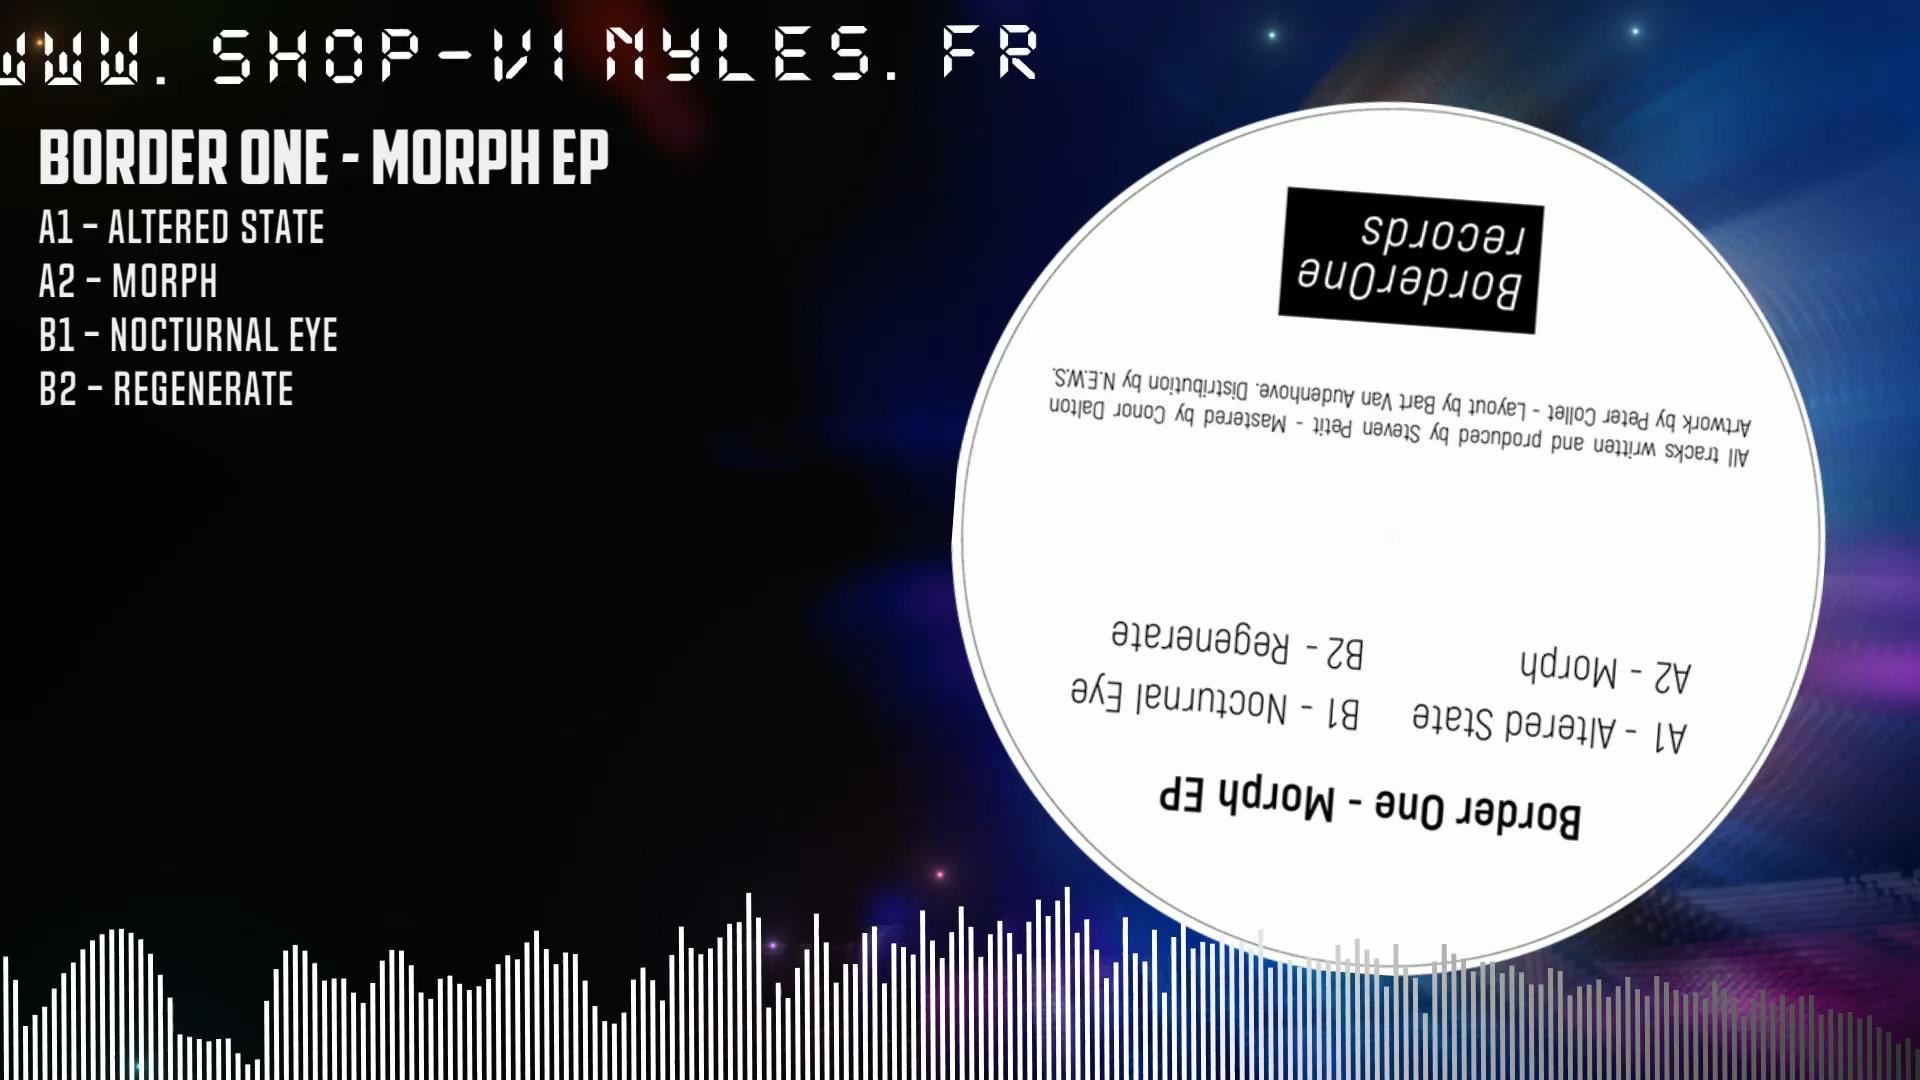 WWW. SHOP-VINYLES. FR
BORDER ONE - MORPH EP
A1 – ALTERED STATE
A2 – MORPH
B1 – NOCTURNAL EYE
B2 – REGENERATE
Border One - Morph EP
A1 - Altered State
A2 - Morph
B1 - Nocturnal Eye
B2 - Regenerate
All tracks written and produced by Steven Petit - Mastered by Conor Dalton
Artwork by Peter Collet - Layout by Bart Van Audenhove. Distribution by N.E.W.S.
BorderOne
records